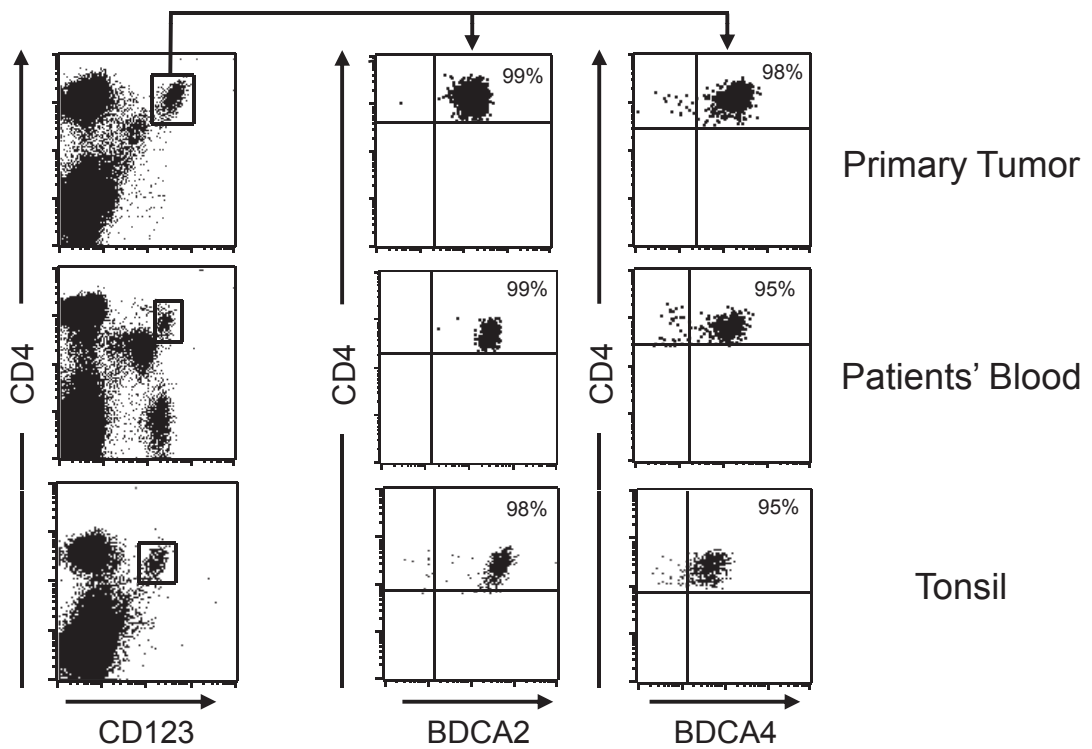 99%
98%
Primary Tumor
CD4
CD4
CD4
99%
95%
Patients’ Blood
98%
95%
Tonsil
CD123
BDCA2
BDCA4